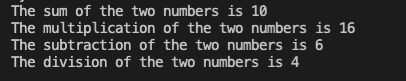 The sum of the two numbers is 10
The multiplication of the two numbers is 16
The subtraction of the two numbers is 6
The division of the two numbers is 4